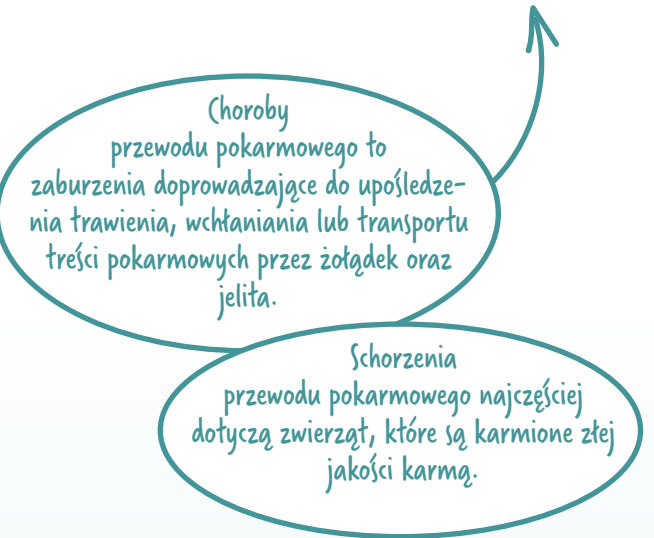 Choroby
przewodu pokarmowego to
zaburzenia doprowadzające do upośledze-
nia trawienia, wchłaniania lub transportu
treści pokarmowych przez żołądek oraz
jelita.
Schorzenia
przewodu pokarmowego najczęściej
dotyczą zwierząt, które są karmione złej
jakości karmą.